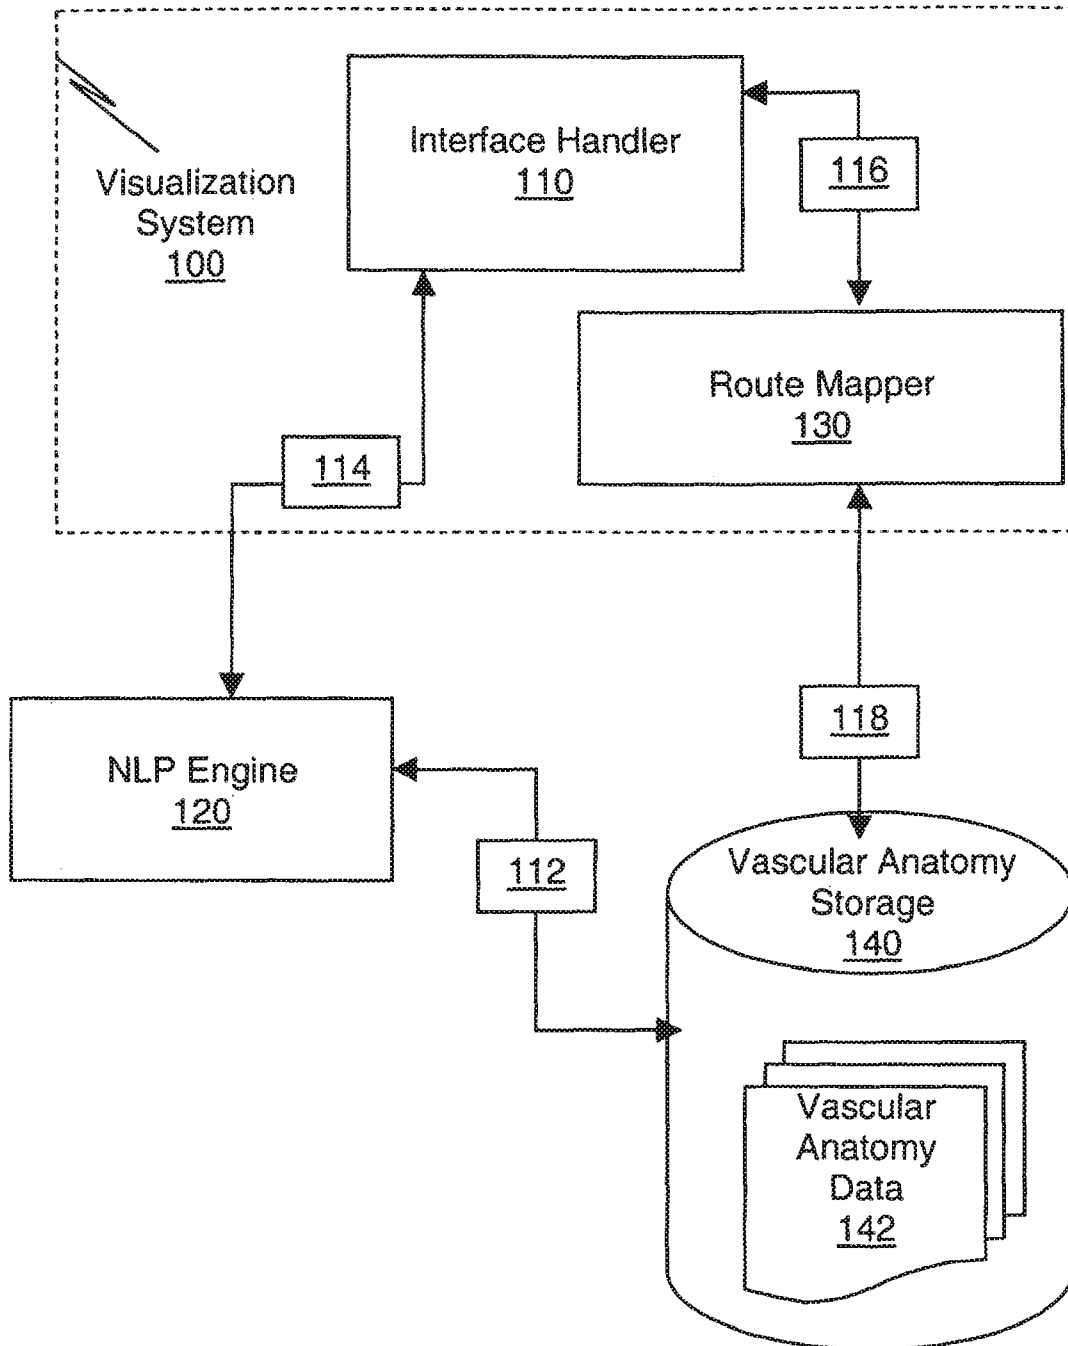 Interface Handler
110
116
Visualization
System
100
Route Mapper
130
114
118
NLP Engine
120
112
Vascular Anatomy
Storage
140
Vascular
Anatomy
Data
142